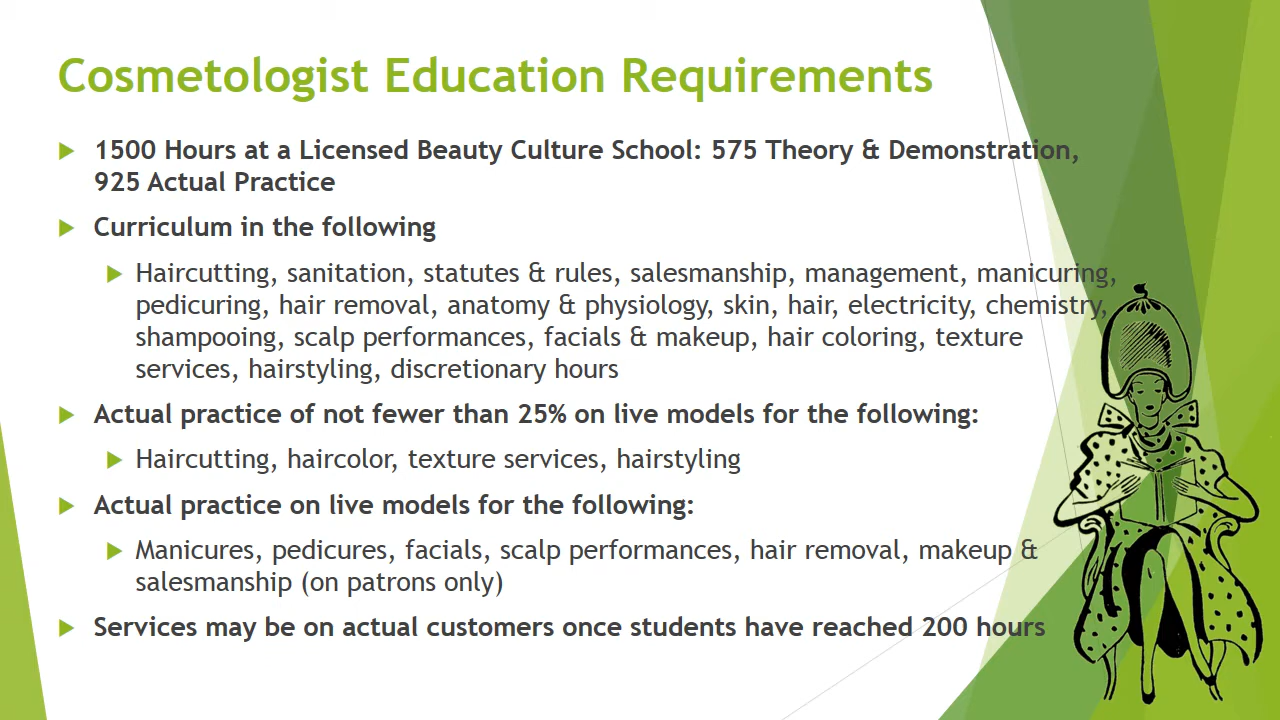 Cosmetologist Education Requirements
1500 Hours at a Licensed Beauty Culture School: 575 Theory & Demonstration,
925 Actual Practice
Curriculum in the following
Haircutting, sanitation, statutes & rules, salesmanship, management, manicuring,
pedicuring, hair removal, anatomy & physiology, skin, hair, electricity, chemistry,
shampooing, scalp performances, facials & makeup, hair coloring, texture
services, hairstyling, discretionary hours
Actual practice of not fewer than 25% on live models for the following:
Haircutting, haircolor, texture services, hairstyling
Actual practice on live models for the following:
Manicures, pedicures, facials, scalp performances, hair removal, makeup &
salesmanship (on patrons only)
Services may be on actual customers once students have reached 200 hours